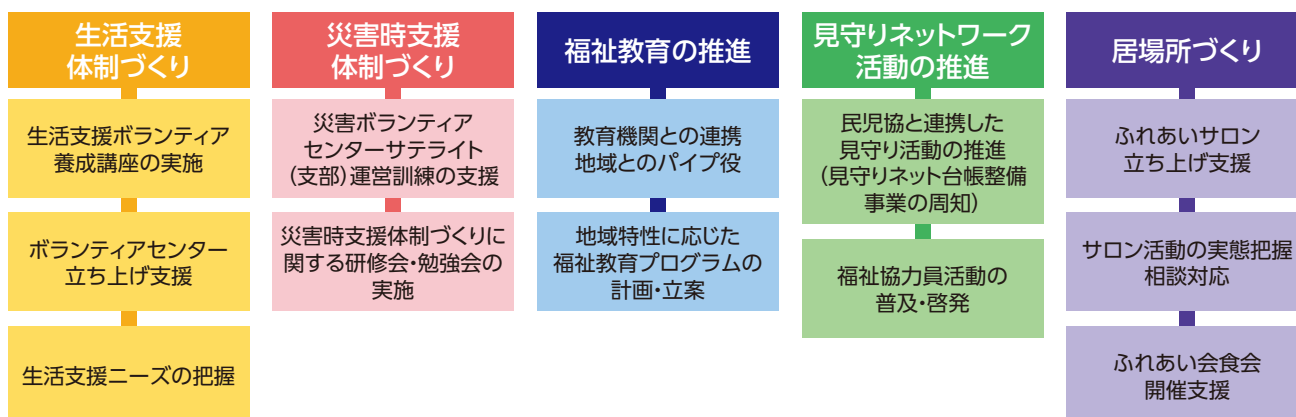 生活支援
体制づくり
生活支援ボランティア
養成講座の実施
ボランティアセンター
立ち上げ支援
生活支援ニーズの把握
災害時支援
体制づくり
災害ボランティア
センターサテライト
(支部)運営訓練の支援
災害時支援体制づくりに
関する研修会・勉強会の
実施
福祉教育の推進
教育機関との連携
地域とのパイプ役
地域特性に応じた
福祉教育プログラムの
計画・立案
見守りネットワーク
活動の推進
民児協と連携した
見守り活動の推進
(見守りネット台帳整備
事業の周知)
福祉協力員活動の
普及・啓発
居場所づくり
ふれあいサロン
立ち上げ支援
サロン活動の実態把握
相談対応
ふれあい会食会
開催支援